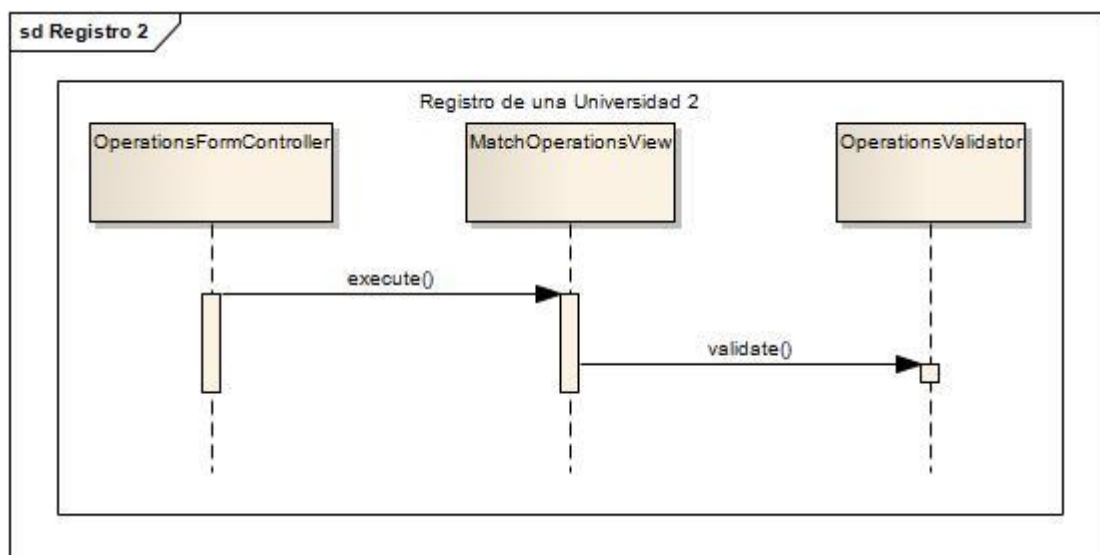 sd Registro 2
Registro de una Universidad 2
OperationsFormController
MatchOperationsView
OperationsValidator
execute()
validate()